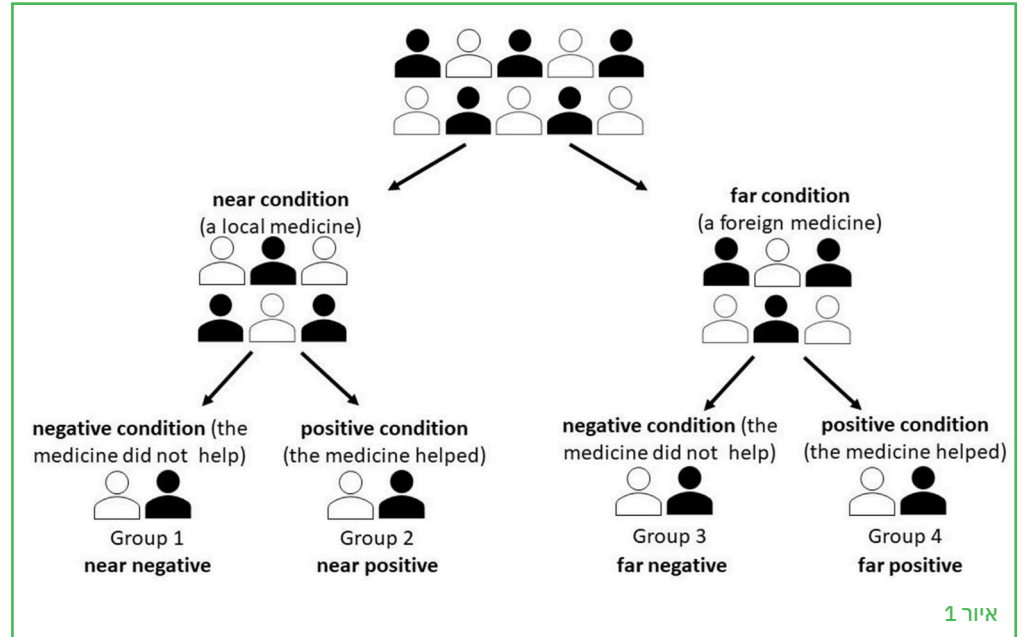 near condition
(a local medicine)
far condition
(a foreign medicine)
negative condition (the
medicine did not help)
positive condition
(the medicine helped)
negative condition (the
medicine did not help)
positive condition
(the medicine helped)
Group 1
near negative
Group 2
near positive
Group 3
far negative
Group 4
far positive
איור 1